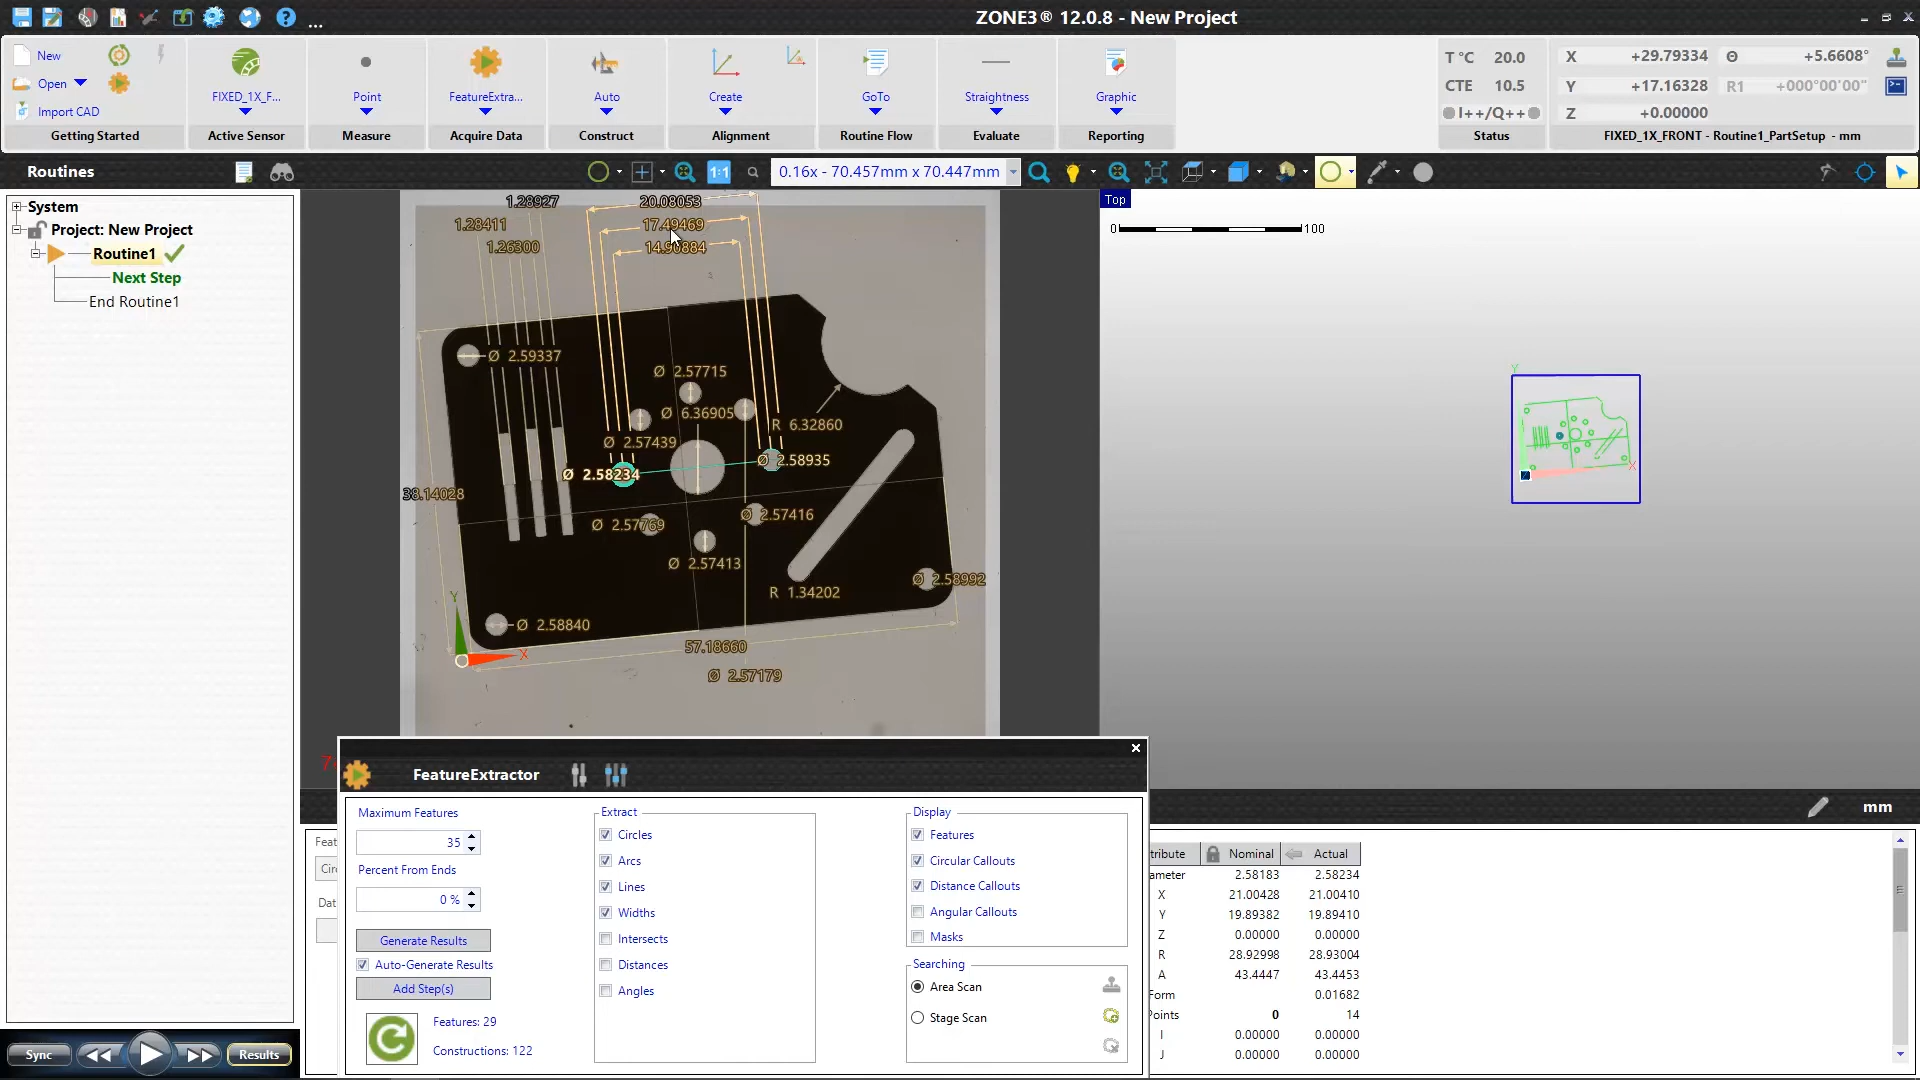 ...
ZONE3® 12.0.8 - New Project
New
Open
Import CAD
Getting Started
FIXED_1X_F...
Active Sensor
Point
Measure
FeatureExtra...
Acquire Data
Auto
Construct
Create
Alignment
GoTo
Routine Flow
Straightness
Evaluate
Graphic
Reporting
T °C 20.0
CTE 10.5
I++/Q++
Status
X +29.79334 Θ +5.6608°
Y +17.16328 R1 +000°00'00"
Z +0.00000
FIXED_1X_FRONT - Routine1_PartSetup - mm
Routines
1:1
0.16x - 70.457mm x 70.447mm
System
Project: New Project
Routine1
Next Step
End Routine1
1.28927
1.28411
1.26300
20.08053
17.49469
14.90884
Ø 2.59337
Ø 2.57715
Ø 6.36905
Ø 2.57439
R 6.32860
Ø 2.58234
Ø 2.58935
38.14028
Ø 2.57769
Ø 2.57416
Ø 2.57413
Ø 2.58992
R 1.34202
Ø 2.58840
57.18660
Ø 2.57179
Y
X
Top
0 100
Y
X
mm
FeatureExtractor
Maximum Features
35
Percent From Ends
0 %
Generate Results
Auto-Generate Results
Add Step(s)
Features: 29
Constructions: 122
Extract
Circles
Arcs
Lines
Widths
Intersects
Distances
Angles
Display
Features
Circular Callouts
Distance Callouts
Angular Callouts
Masks
Searching
Area Scan
Stage Scan
Feat
Circ
Dat
tribute Nominal Actual
ameter 2.58183 2.58234
X 21.00428 21.00410
Y 19.89382 19.89410
Z 0.00000 0.00000
R 28.92998 28.93004
A 43.4447 43.4453
Form 0.01682
Points 0 14
I 0.00000 0.00000
J 0.00000 0.00000
Sync
Results